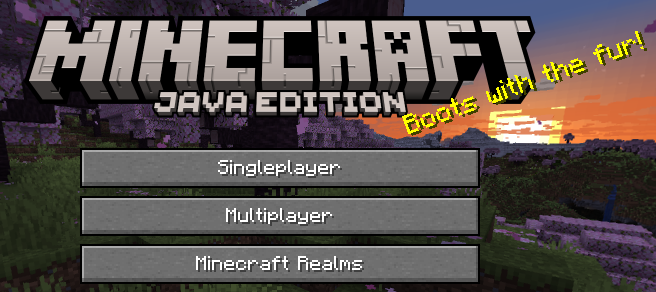 MINECRAFT
JAVA EDITION
Boots with the fur!
Singleplayer
Multiplayer
Minecraft Realms